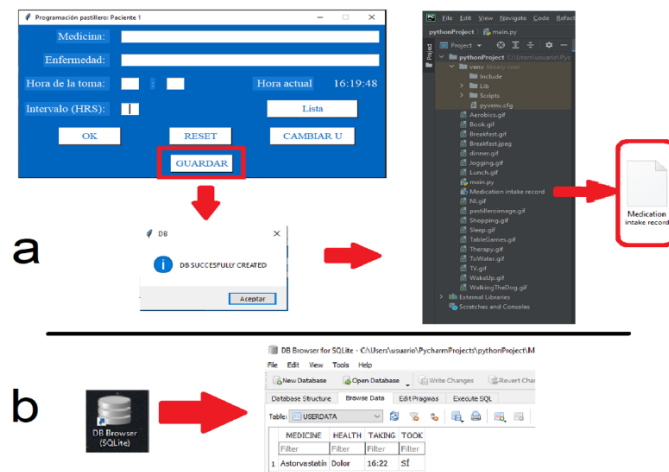 Programación pastillero: Paciente 1
Medicina:
Enfermedad:
Hora de la toma:
:
Hora actual
16:19:48
Intervalo (HRS):
Lista
OK
RESET
CAMBIAR U
GUARDAR
a
DB
DB SUCCESFULLY CREATED
Aceptar
File Edit View Navigate Code Refact
pythonProject
main.py
Project
Project
pythonProject
venv library root
Include
Lib
Scripts
pyvenv.cfg
Aerobics.gif
Book.gif
Breakfast.gif
Breakfast.jpeg
dinner.gif
Jogging.gif
Lunch.gif
main.py
Medication intake record
NI.gif
Shopping.gif
Sleep.gif
TableGames.gif
Therapy.gif
ToWater.gif
TV.gif
WakeUp.gif
WalkingTheDog.gif
External Libraries
Scratches and Consoles
Medication
intake record
b
DB Browser
(SQLite)
DB Browser for SQLite - C:\Users\usuario\PycharmProjects\pythonProject\M
File Edit View Tools Help
New Database
Open Database
Write Changes
Revert Char
Database Structure
Browse Data
Edit Pragmas
Execute SQL
Table:
USERDATA
MEDICINE HEALTH TAKING TOOK
Filter Filter Filter Filter
1 Astorvestetin Dolor 16:22 SÍ